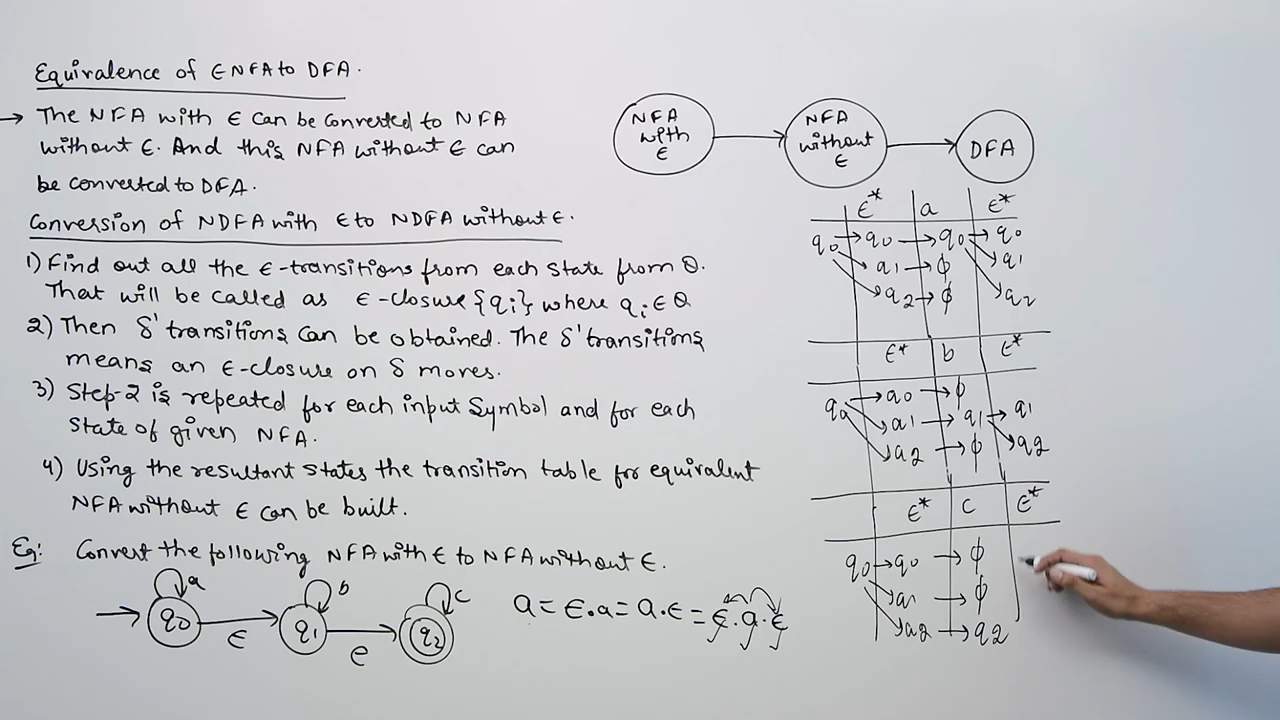 Equivalence of ϵ NFA to DFA.
→ The NFA with ϵ can be converted to NFA
without ϵ. And this NFA without ϵ can
be converted to DFA.
Conversion of NDFA with ϵ to NDFA without ϵ.
1) Find out all the ϵ-transitions from each state from Q.
That will be called as ϵ-closure {qi} where qi ∈ Q
2) Then δ' transitions can be obtained. The δ' transitions
means an ϵ-closure on δ moves.
3) Step-2 is repeated for each input Symbol and for each
State of given NFA.
4) Using the resultant states the transition table for equivalent
NFA without ϵ can be built.
Eg: Convert the following NFA with ϵ to NFA without ϵ.
a b c
q0 q1 q2
ϵ ϵ
a = ϵ.a = a.ϵ = ϵ.a.ϵ
NFA
with
ϵ
NFA
without
ϵ
DFA
ϵ* a ϵ*
q0 → q0 → q0 → q0
q1 → ϕ q1
q2 → ϕ q2
ϵ* b ϵ*
q0 → q0 → ϕ
q1 → q1 → q1
q2 → ϕ q2
ϵ* c ϵ*
q0 → q0 → ϕ
q1 → ϕ
q2 → q2